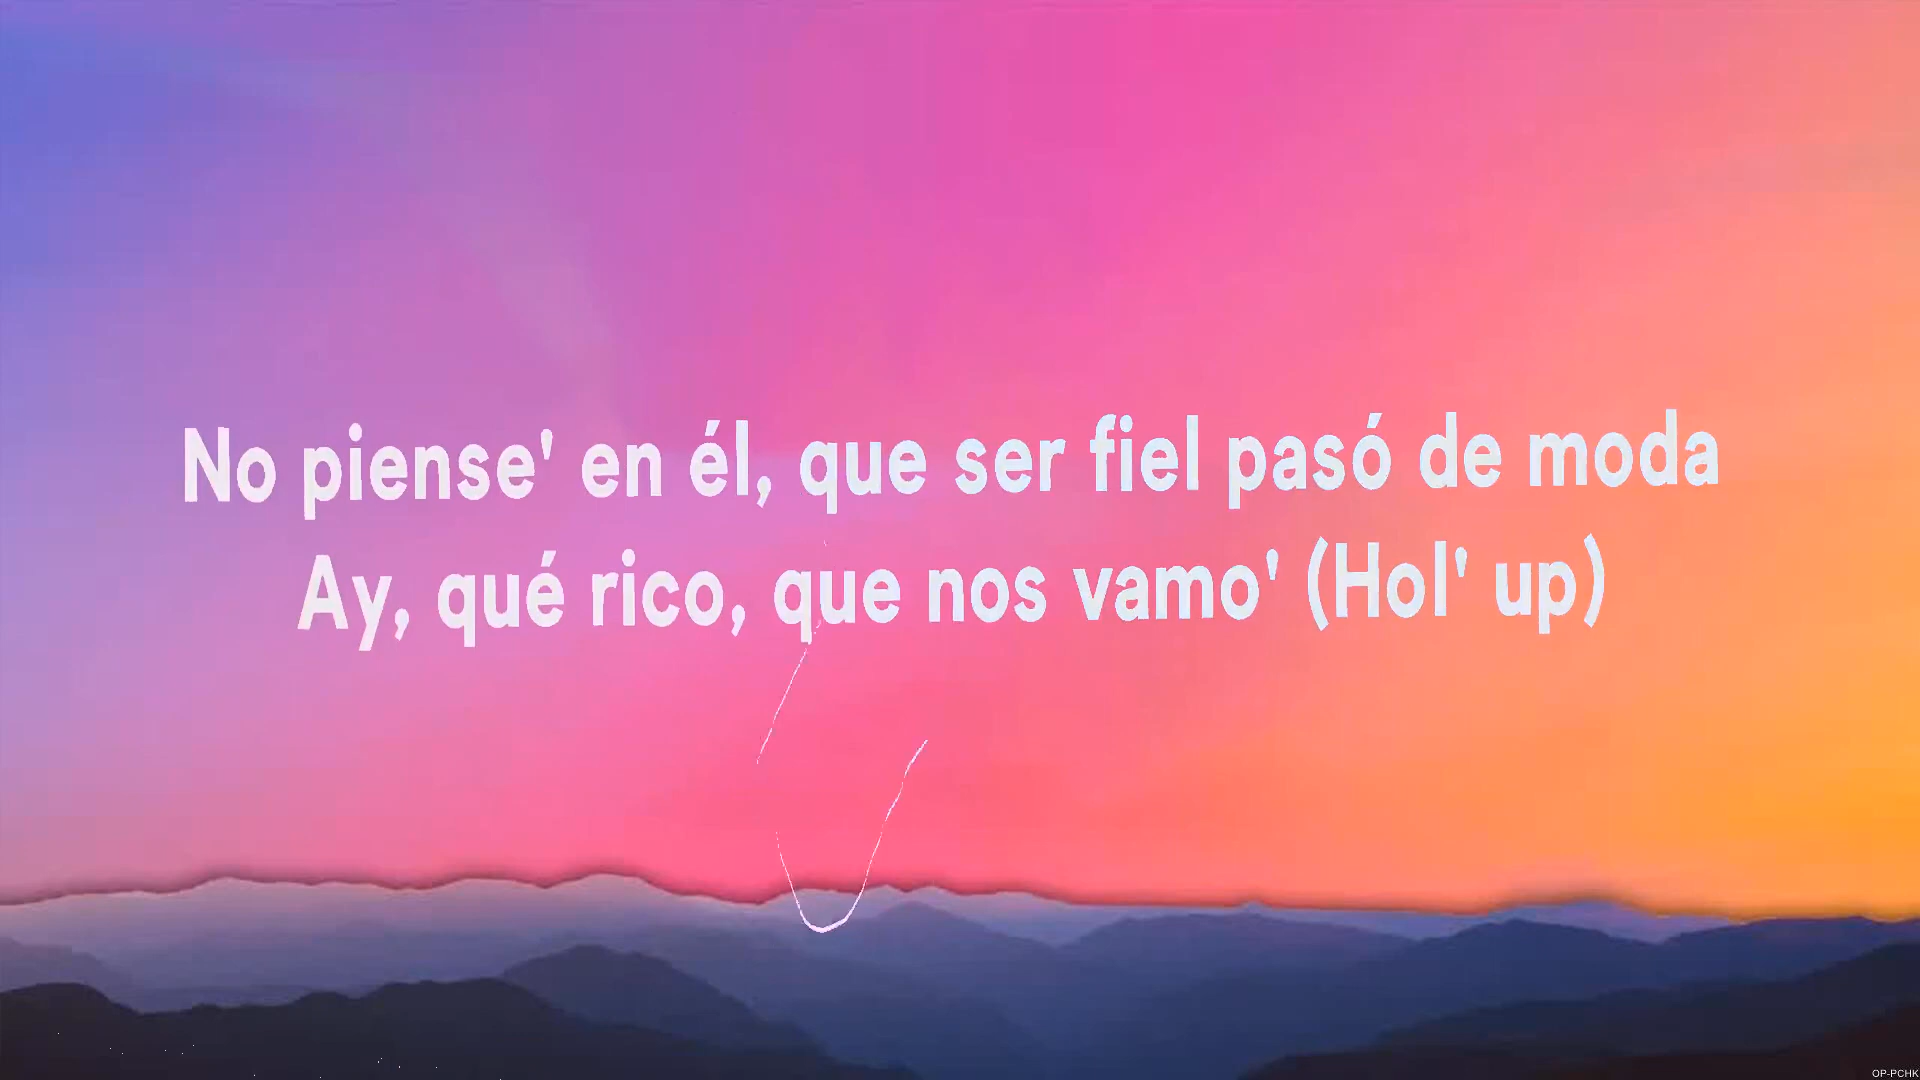 No piense' en él, que ser fiel pasó de moda
Ay, qué rico, que nos vamo' (Hol' up)
OP-PCHK